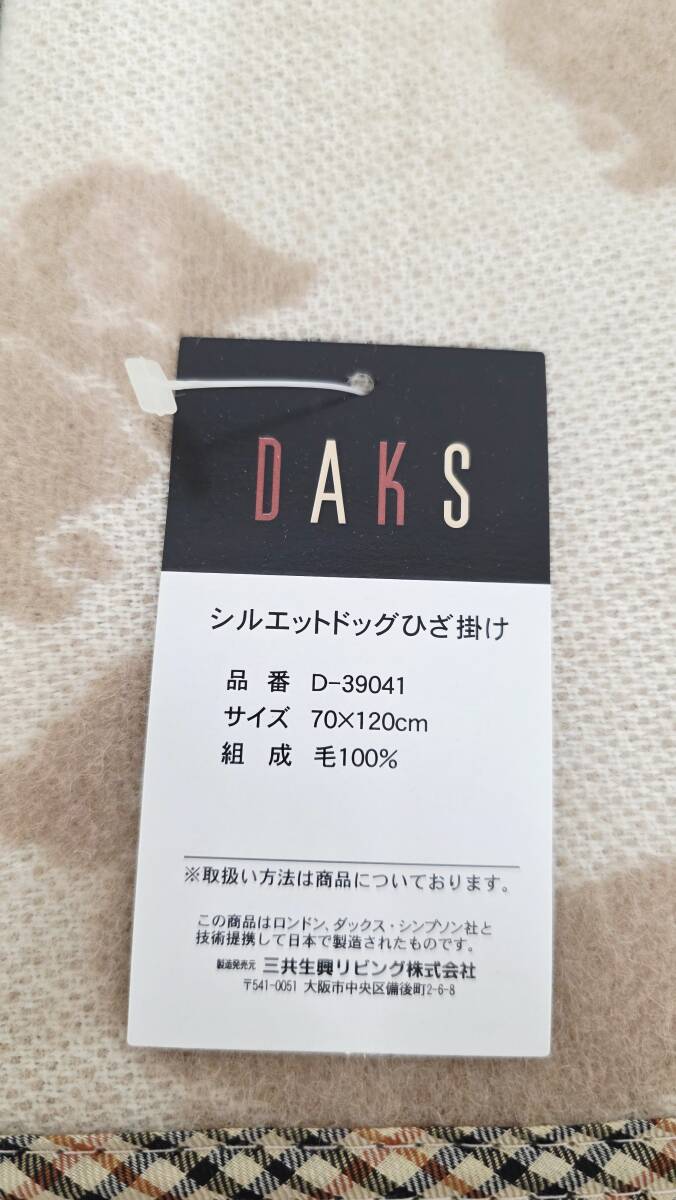 DAKS
シルエットドッグひざ掛け
品番 D-39041
サイズ 70×120cm
組成 毛100%
※取扱い方法は商品についております。
この商品はロンドン、ダックス・シンプソン社と
技術提携して日本で製造されたものです。
製造発売元 三共生興リビング株式会社
〒541-0051 大阪市中央区備後町2-6-8